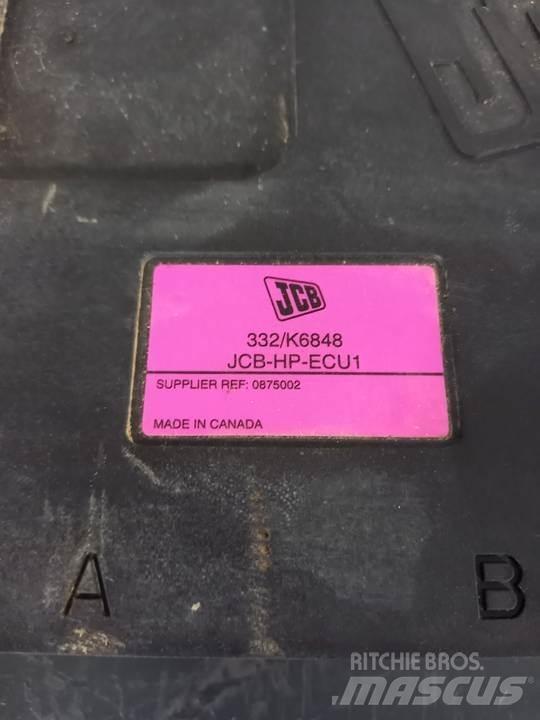 JCB
332/K6848
JCB-HP-ECU1
SUPPLIER REF: 0875002
MADE IN CANADA
A B
RITCHIE BROS.
MASCUS